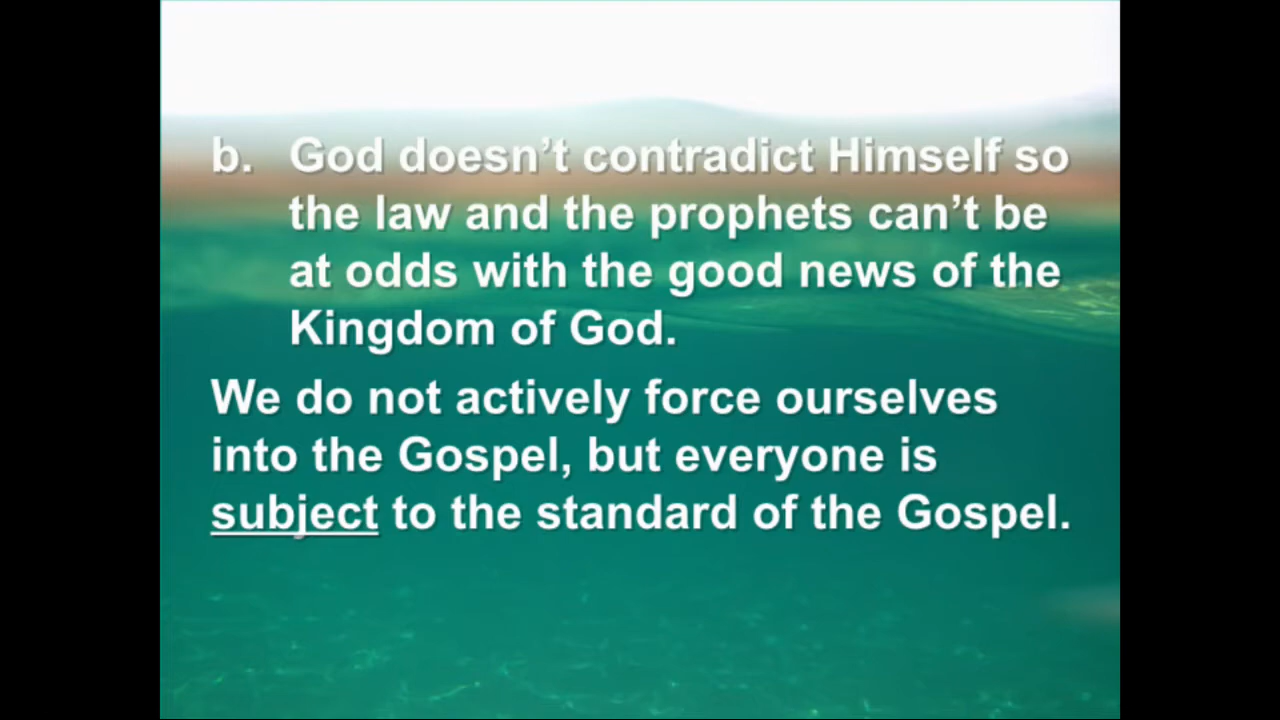 b. God doesn’t contradict Himself so
the law and the prophets can’t be
at odds with the good news of the
Kingdom of God.
We do not actively force ourselves
into the Gospel, but everyone is
subject to the standard of the Gospel.